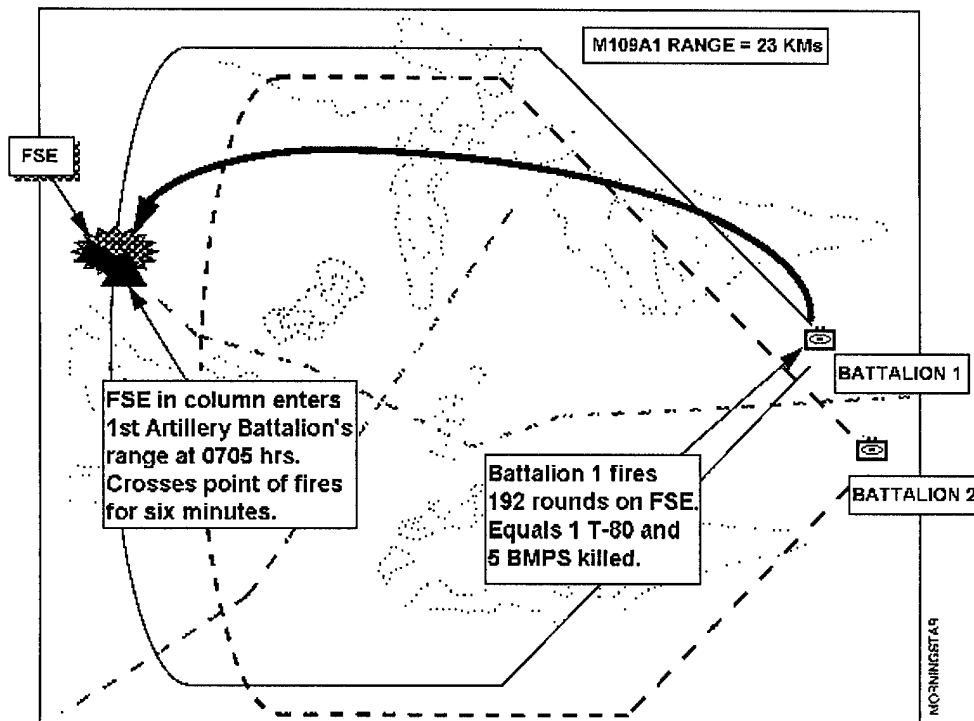 M109A1 RANGE = 23 KMs
FSE
BATTALION 1
FSE in column enters
1st Artillery Battalion's
range at 0705 hrs.
Crosses point of fires
for six minutes.
Battalion 1 fires
192 rounds on FSE.
Equals 1 T-80 and
5 BMPS killed.
BATTALION 2
MORNINGSTAR